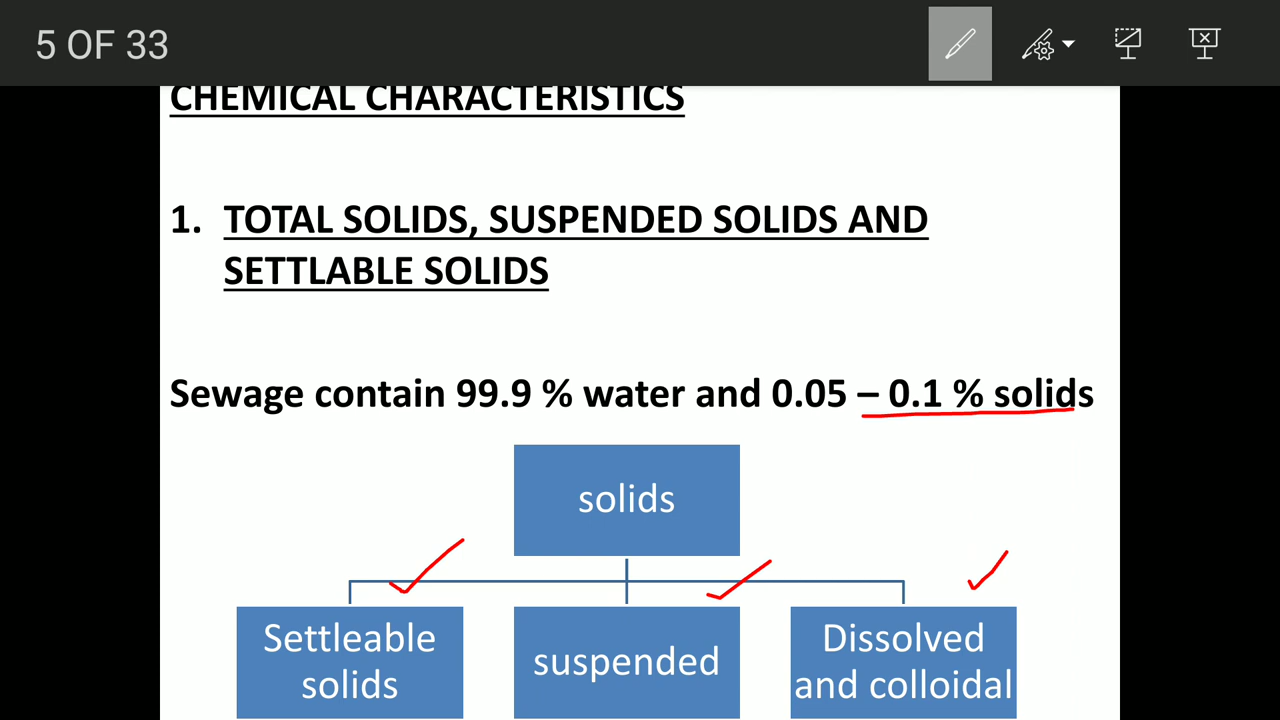 5 OF 33
CHEMICAL CHARACTERISTICS
1. TOTAL SOLIDS, SUSPENDED SOLIDS AND
SETTLABLE SOLIDS
Sewage contain 99.9 % water and 0.05 – 0.1 % solids
solids
Settleable
solids
suspended
Dissolved
and colloidal